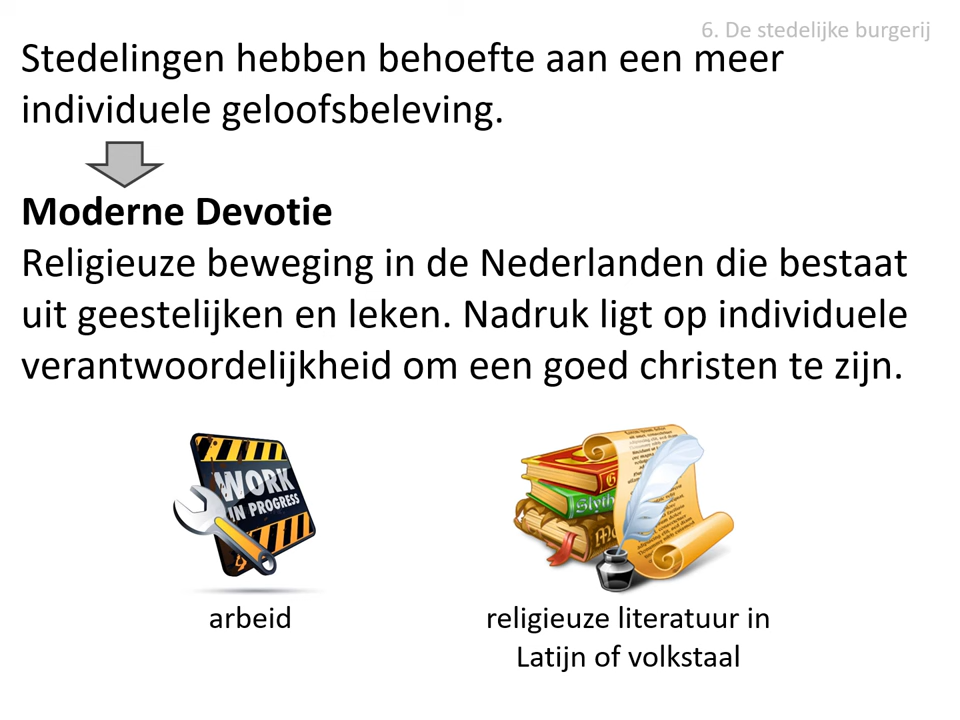 6. De stedelijke burgerij
Stedelingen hebben behoefte aan een meer
individuele geloofsbeleving.
Moderne Devotie
Religieuze beweging in de Nederlanden die bestaat
uit geestelijken en leken. Nadruk ligt op individuele
verantwoordelijkheid om een goed christen te zijn.
WORK
IN PROGRESS
arbeid
religieuze literatuur in
Latijn of volkstaal